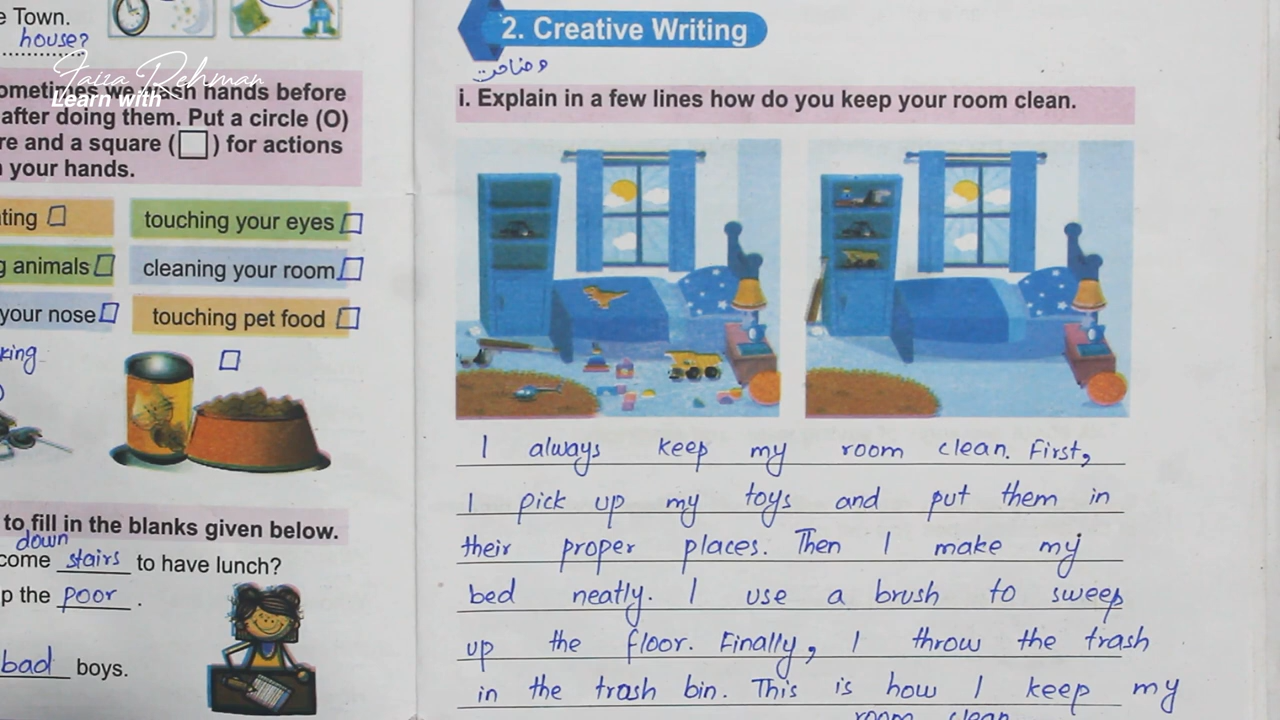 e Town.
house?
Faiza Rehman
Learn with
ometimes we wash hands before
after doing them. Put a circle (O)
re and a square (□) for actions
your hands.
ating
touching your eyes
g animals
cleaning your room
your nose
touching pet food
king
to fill in the blanks given below.
down
come stairs to have lunch?
p the poor .
bad boys.
2. Creative Writing
وضاحت
i. Explain in a few lines how do you keep your room clean.
I always keep my room clean. First,
I pick up my toys and put them in
their proper places. Then I make my
bed neatly. I use a brush to sweep
up the floor. Finally, I throw the trash
in the trash bin. This is how I keep my
room clean